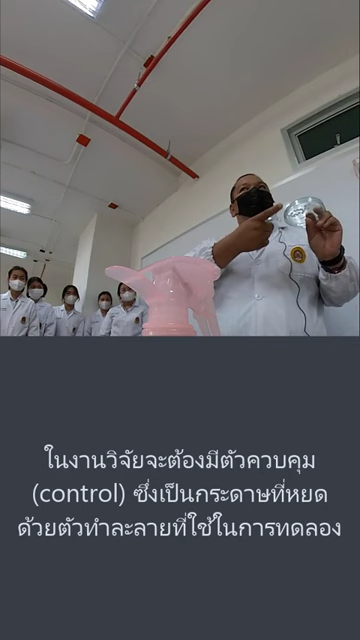 ในงานวิจัยจะต้องมีตัวควบคุม
(control) ซึ่งเป็นกระดาษที่หยด
ด้วยตัวทำละลายที่ใช้ในการทดลอง